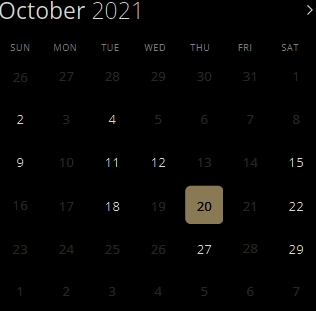 October 2021
SUN MON TUE WED THU FRI SAT
26 27 28 29 30 31 1
2 3 4 5 6 7 8
9 10 11 12 13 14 15
16 17 18 19 20 21 22
23 24 25 26 27 28 29
1 2 3 4 5 6 7